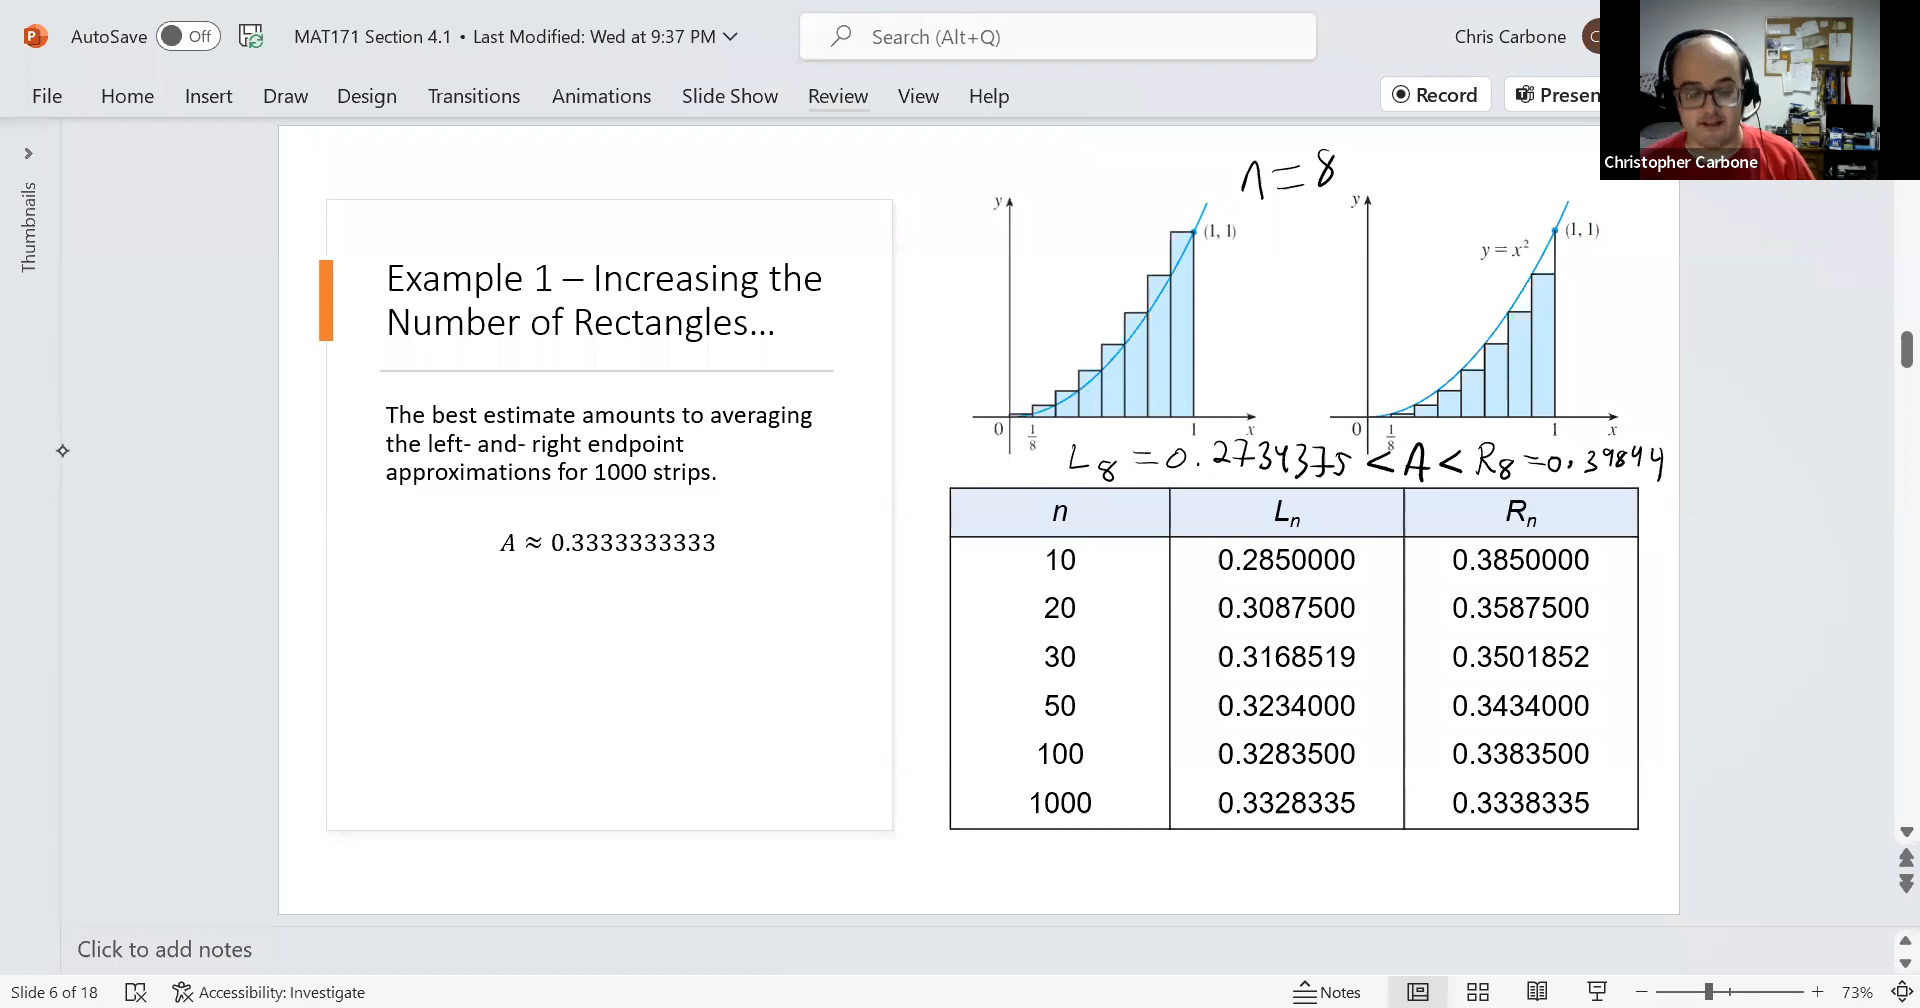 AutoSave Off MAT171 Section 4.1 • Last Modified: Wed at 9:37 PM Search (Alt+Q) Chris Carbone
File Home Insert Draw Design Transitions Animations Slide Show Review View Help Record Presen
Christopher Carbone
Thumbnails
Example 1 – Increasing the
Number of Rectangles...
The best estimate amounts to averaging
the left- and- right endpoint
approximations for 1000 strips.
A ≈ 0.3333333333
n = 8
y
(1, 1)
0 1/8 1 x
y
(1, 1)
y = x²
0 1/8 1 x
L8 = 0.2734375 < A < R8 = 0.39844
n Ln Rn
10 0.2850000 0.3850000
20 0.3087500 0.3587500
30 0.3168519 0.3501852
50 0.3234000 0.3434000
100 0.3283500 0.3383500
1000 0.3328335 0.3338335
Click to add notes
Slide 6 of 18 Accessibility: Investigate Notes 73%